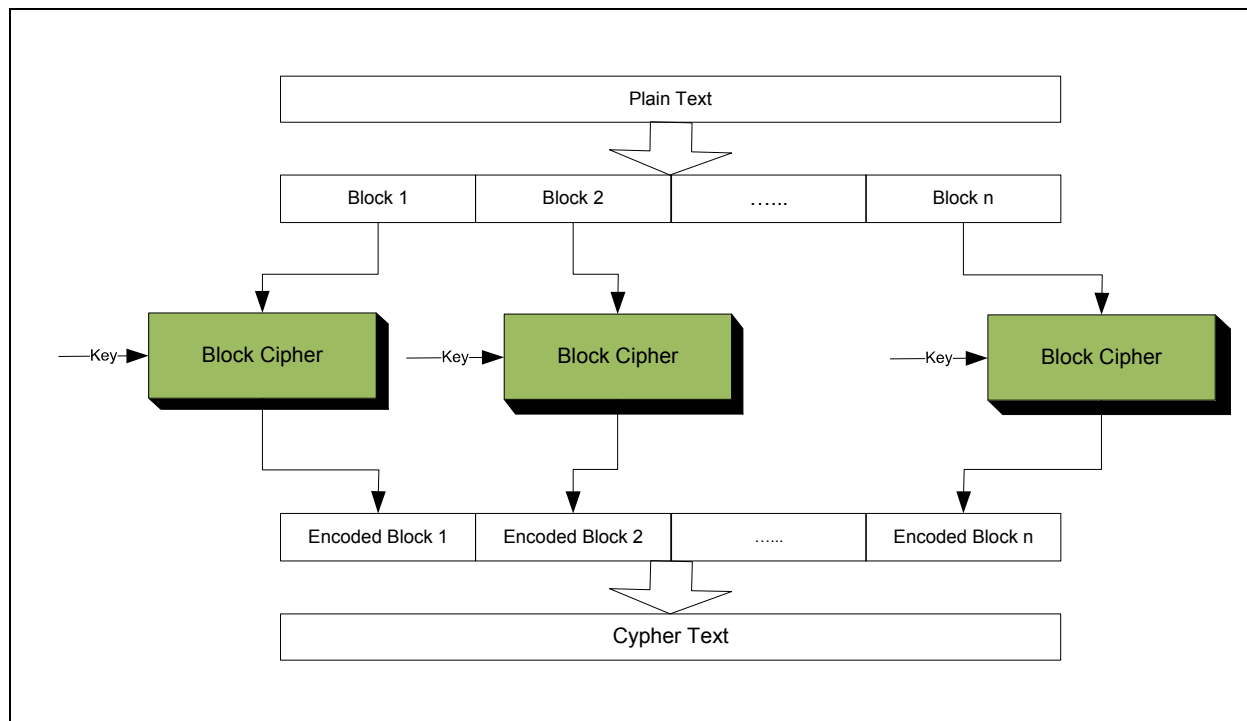 Plain Text
Block 1 Block 2 ...... Block n
Key Block Cipher Key Block Cipher Key Block Cipher
Encoded Block 1 Encoded Block 2 ...... Encoded Block n
Cypher Text